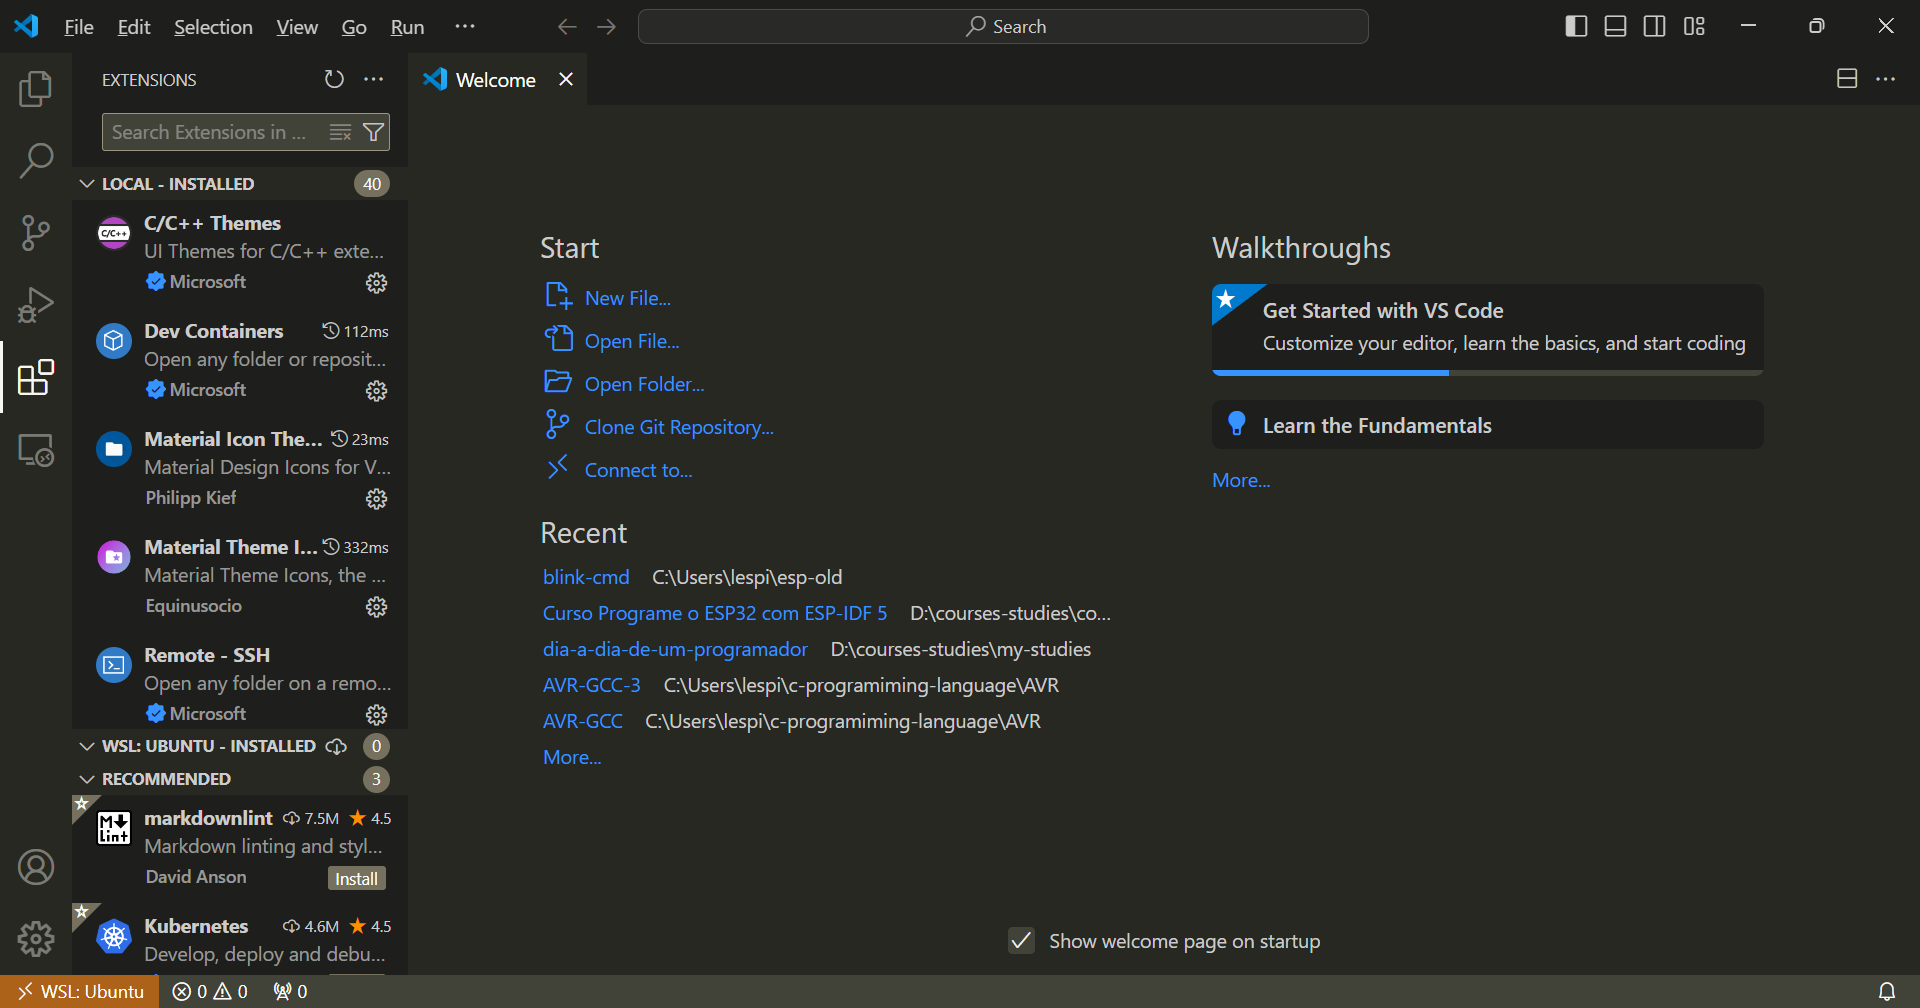 File Edit Selection View Go Run ···
Search
EXTENSIONS
Welcome
Search Extensions in ...
LOCAL - INSTALLED 40
C/C++
C/C++ Themes
UI Themes for C/C++ exte...
Microsoft
Dev Containers 112ms
Open any folder or reposit...
Microsoft
Material Icon The... 23ms
Material Design Icons for V...
Philipp Kief
Material Theme I... 332ms
Material Theme Icons, the ...
Equinusocio
Remote - SSH
Open any folder on a remo...
Microsoft
WSL: UBUNTU - INSTALLED 0
RECOMMENDED 3
M lint
markdownlint 7.5M 4.5
Markdown linting and styl...
David Anson Install
Kubernetes 4.6M 4.5
Develop, deploy and debu...
Start
New File...
Open File...
Open Folder...
Clone Git Repository...
Connect to...
Recent
blink-cmd C:\Users\lespi\esp-old
Curso Programe o ESP32 com ESP-IDF 5 D:\courses-studies\co...
dia-a-dia-de-um-programador D:\courses-studies\my-studies
AVR-GCC-3 C:\Users\lespi\c-programiming-language\AVR
AVR-GCC C:\Users\lespi\c-programiming-language\AVR
More...
Walkthroughs
Get Started with VS Code
Customize your editor, learn the basics, and start coding
Learn the Fundamentals
More...
Show welcome page on startup
WSL: Ubuntu 0 0 0